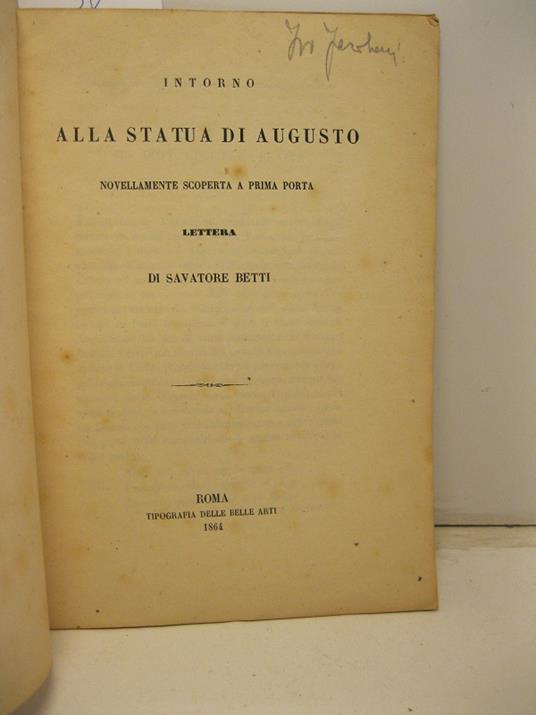 INTORNO
ALLA STATUA DI AUGUSTO
NOVELLAMENTE SCOPERTA A PRIMA PORTA
LETTERA
DI SAVATORE BETTI
ROMA
TIPOGRAFIA DELLE BELLE ARTI
1864